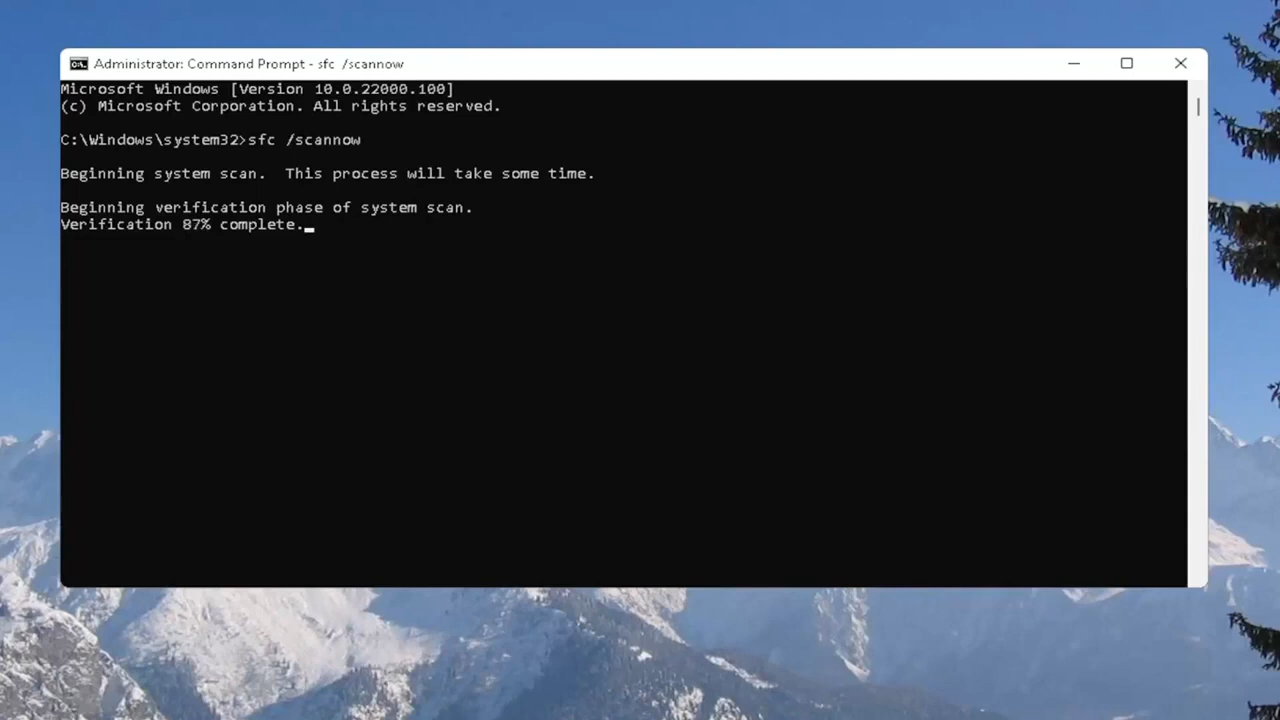 Administrator: Command Prompt - sfc  /scannow
Microsoft Windows [Version 10.0.22000.100]
(c) Microsoft Corporation. All rights reserved.
C:\Windows\system32>sfc /scannow
Beginning system scan.  This process will take some time.
Beginning verification phase of system scan.
Verification 87% complete.